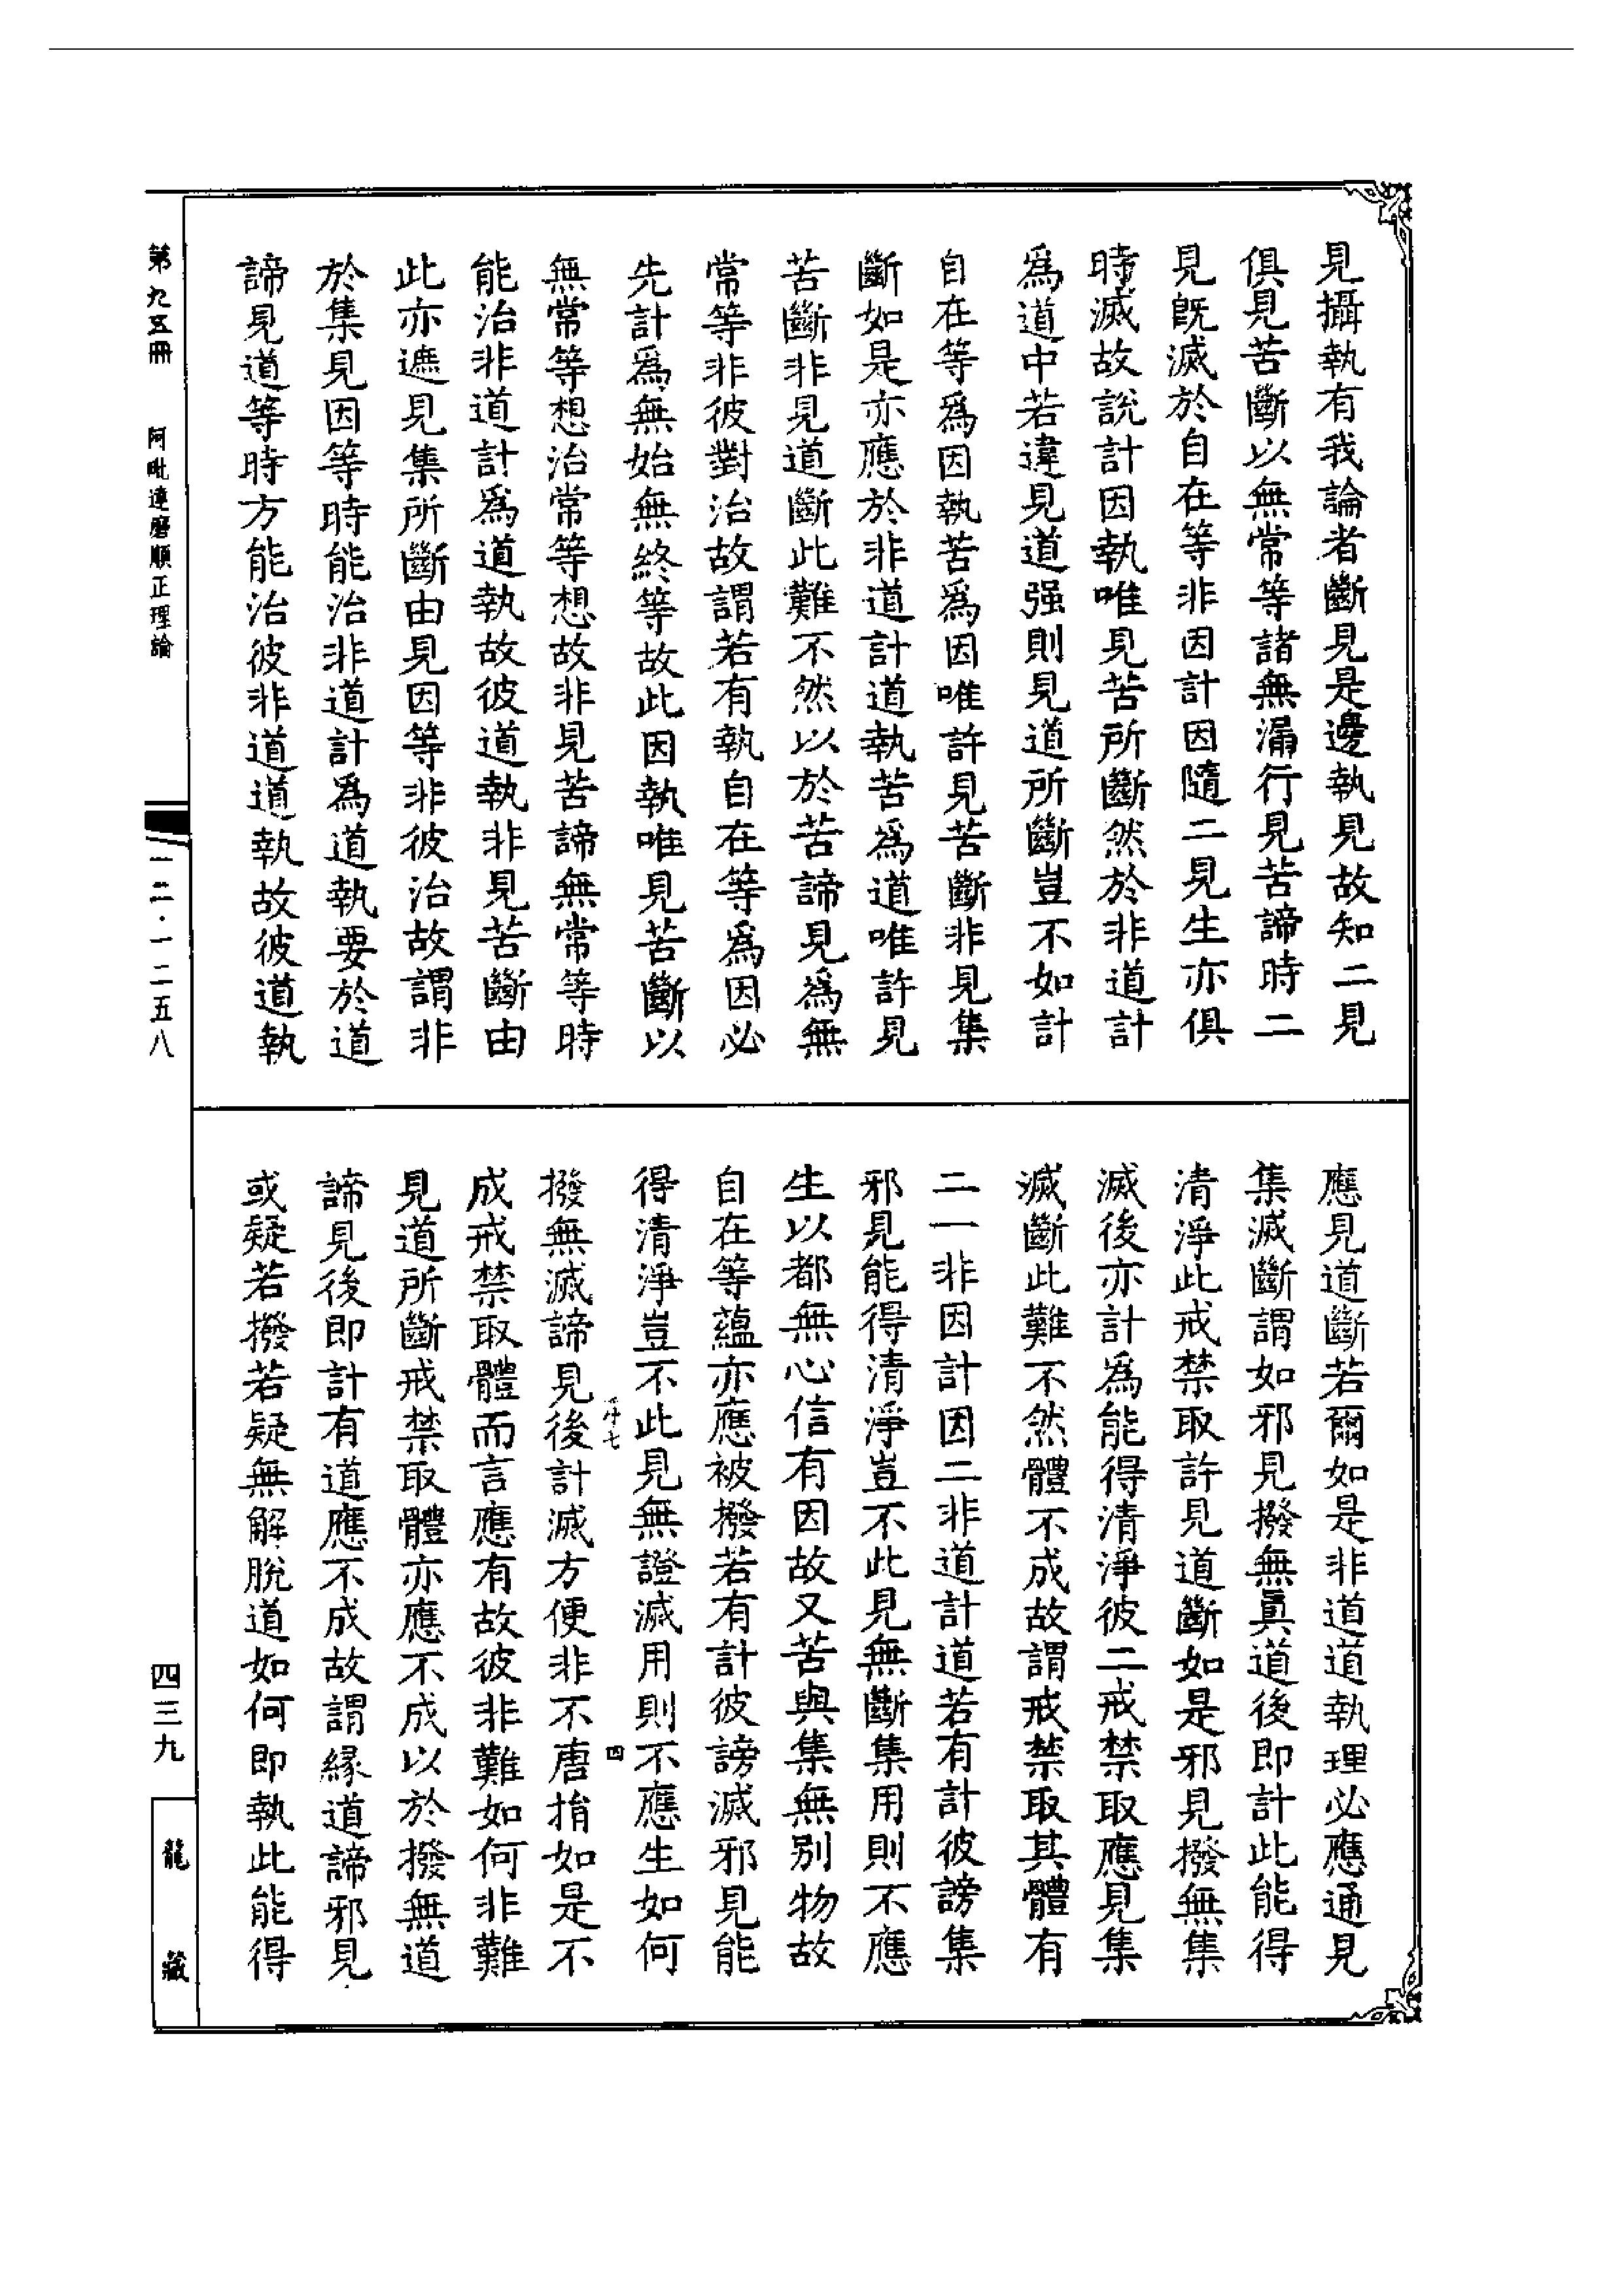 見攝執有我論者斷見是邊執見故知二見
俱見苦斷以無常等諸無漏行見苦諦時二
見旣滅於自在等非因計因隨二見生亦俱
時滅故說計因執唯見苦所斷然於非道計
爲道中若違見道强則見道所斷豈不如計
自在等爲因執苦爲因唯許見苦斷非見集
斷如是亦應於非道計道執苦爲道唯許見
苦斷非見道斷此難不然以於苦諦見爲無
常等非彼對治故謂若有執自在等爲因必
先計爲無始無終等故此因執唯見苦斷以
無常等想治常等想故非見苦諦無常等時
能治非道計爲道執故彼道執非見苦斷由
此亦遮見集所斷由見因等非彼治故謂非
於集見因等時能治非道計爲道執要於道
諦見道等時方能治彼非道道執故彼道執
應見道斷若爾如是非道道執理必應通見
集滅斷謂如邪見撥無眞道後即計此能得
清淨此戒禁取許見道斷如是邪見撥無集
滅後亦計爲能得清淨彼二戒禁取應見集
滅斷此難不然體不成故謂戒禁取其體有
二一非因計因二非道計道若有計彼謗集
邪見能得清淨豈不此見無斷集用則不應
生以都無心信有因故又苦與集無別物故
自在等蘊亦應被撥若有計彼謗滅邪見能
得清淨豈不此見無證滅用則不應生如何
撥無滅諦見後計滅方便非不唐捐如是不
成戒禁取體而言應有故彼非難如何非難
見道所斷戒禁取體亦應不成以於撥無道
諦見後即計有道應不成故謂緣道諦邪見
或疑若撥若疑無解脫道如何即執此能得
四
第九五冊　阿毗達磨順正理論
一二·一二五八
四三九
龍藏